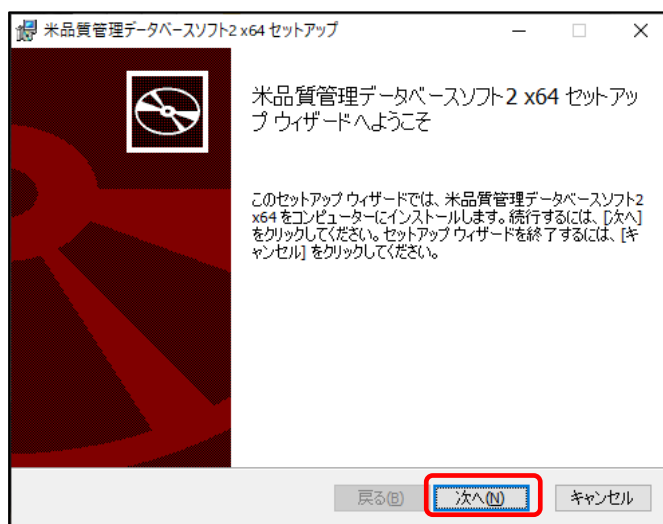 米品質管理データベースソフト2 x64 セットアップ
米品質管理データベースソフト2 x64 セットアッ
プ ウィザードへようこそ
このセットアップ ウィザードでは、米品質管理データベースソフト2
x64 をコンピューターにインストールします。続行するには、[次へ]
をクリックしてください。セットアップ ウィザードを終了するには、[キ
ャンセル] をクリックしてください。
戻る(B) 次へ(N) キャンセル